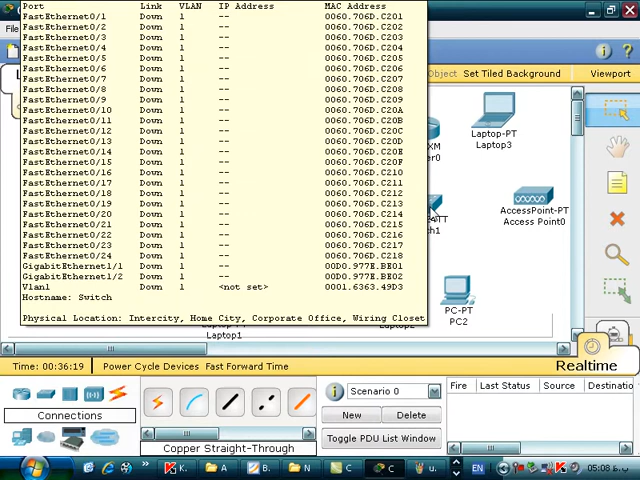 Port Link VLAN IP Address MAC Address
FastEthernet0/1 Down 1 -- 0060.706D.C201
FastEthernet0/2 Down 1 -- 0060.706D.C202
FastEthernet0/3 Down 1 -- 0060.706D.C203
FastEthernet0/4 Down 1 -- 0060.706D.C204
FastEthernet0/5 Down 1 -- 0060.706D.C205
FastEthernet0/6 Down 1 -- 0060.706D.C206
FastEthernet0/7 Down 1 -- 0060.706D.C207
FastEthernet0/8 Down 1 -- 0060.706D.C208
FastEthernet0/9 Down 1 -- 0060.706D.C209
FastEthernet0/10 Down 1 -- 0060.706D.C20A
FastEthernet0/11 Down 1 -- 0060.706D.C20B
FastEthernet0/12 Down 1 -- 0060.706D.C20C
FastEthernet0/13 Down 1 -- 0060.706D.C20D
FastEthernet0/14 Down 1 -- 0060.706D.C20E
FastEthernet0/15 Down 1 -- 0060.706D.C20F
FastEthernet0/16 Down 1 -- 0060.706D.C210
FastEthernet0/17 Down 1 -- 0060.706D.C211
FastEthernet0/18 Down 1 -- 0060.706D.C212
FastEthernet0/19 Down 1 -- 0060.706D.C213
FastEthernet0/20 Down 1 -- 0060.706D.C214
FastEthernet0/21 Down 1 -- 0060.706D.C215
FastEthernet0/22 Down 1 -- 0060.706D.C216
FastEthernet0/23 Down 1 -- 0060.706D.C217
FastEthernet0/24 Down 1 -- 0060.706D.C218
GigabitEthernet1/1 Down 1 -- 00D0.977E.BE01
GigabitEthernet1/2 Down 1 -- 00D0.977E.BE02
Vlan1 Down 1 <not set> 0001.6363.49D3
Hostname: Switch
Physical Location: Intercity, Home City, Corporate Office, Wiring Closet
Object Set Tiled Background Viewport
Laptop-PT
Laptop3
AccessPoint-PT
Access Point0
PC-PT
PC2
Laptop1
Time: 00:36:19 Power Cycle Devices Fast Forward Time
Realtime
Connections
Copper Straight-Through
Scenario 0
New Delete
Toggle PDU List Window
Fire Last Status Source Destinatio
K. A N C C u. EN 05:08